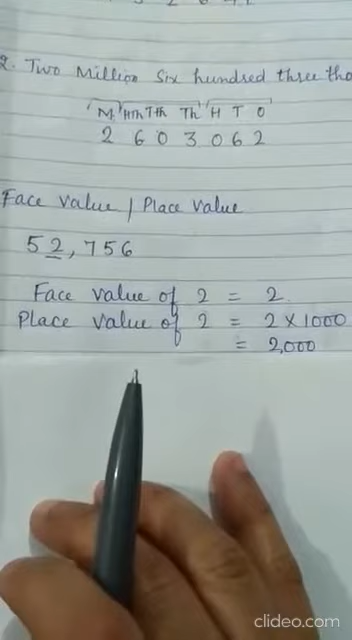 2. Two Million Six hundred three tho
M HTh TTh Th H T O
2 6 0 3 0 6 2
Face Value / Place Value
52,756
Face Value of 2 = 2
Place Value of 2 = 2 × 1000
= 2,000
clideo.com